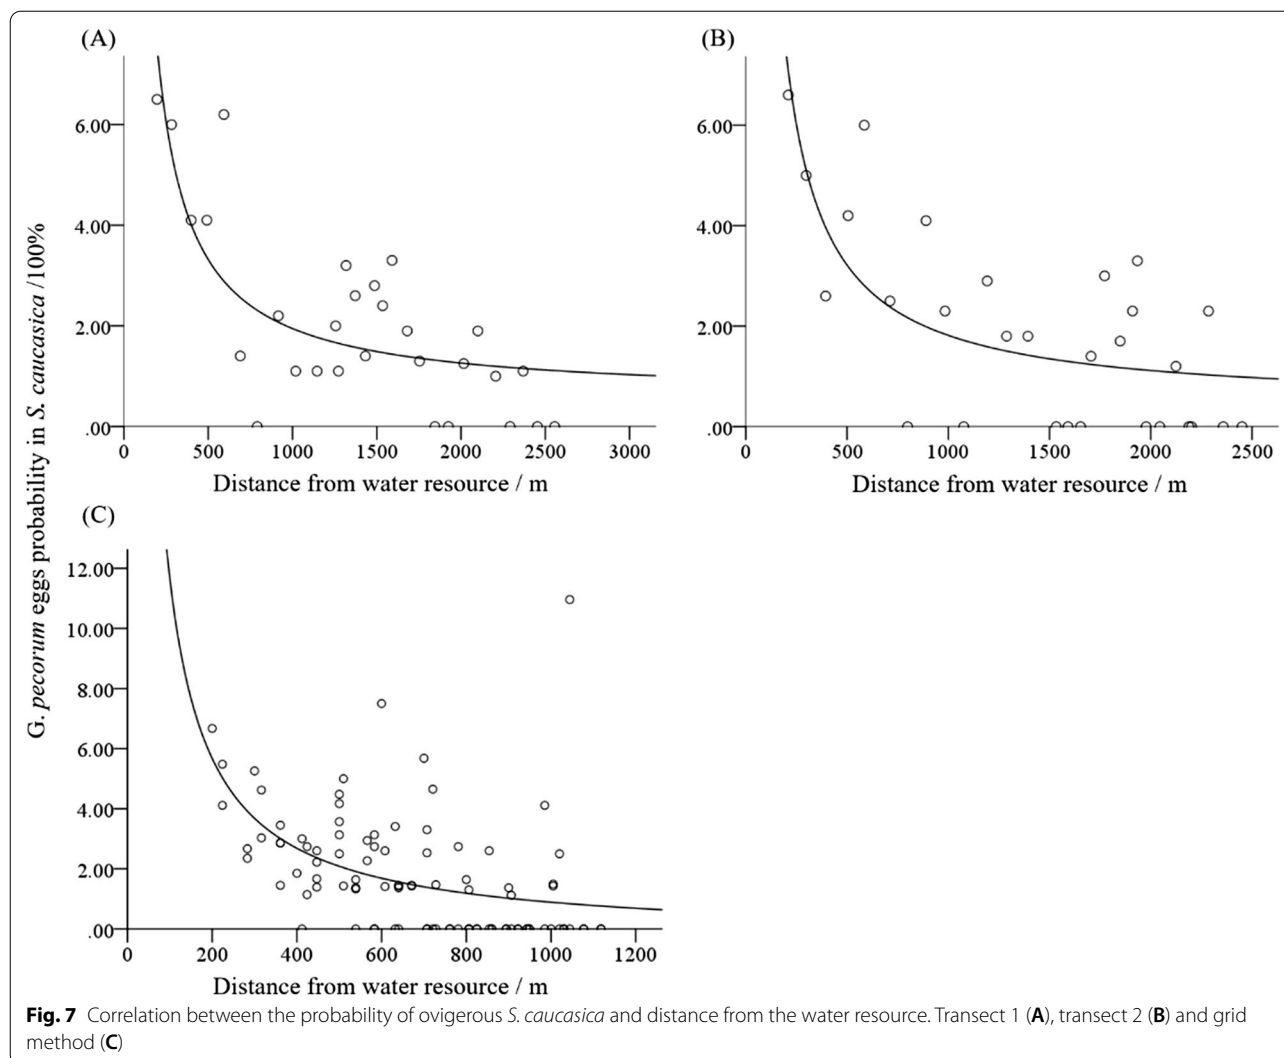 (A)
6.00
4.00
2.00
.00
0 500 1000 1500 2000 2500 3000
Distance from water resource / m
(B)
6.00
4.00
2.00
.00
0 500 1000 1500 2000 2500
Distance from water resource / m
G. pecorum eggs probability in S. caucasica /100%
(C)
12.00
10.00
8.00
6.00
4.00
2.00
.00
0 200 400 600 800 1000 1200
Distance from water resource / m
Fig. 7 Correlation between the probability of ovigerous S. caucasica and distance from the water resource. Transect 1 (A), transect 2 (B) and grid
method (C)